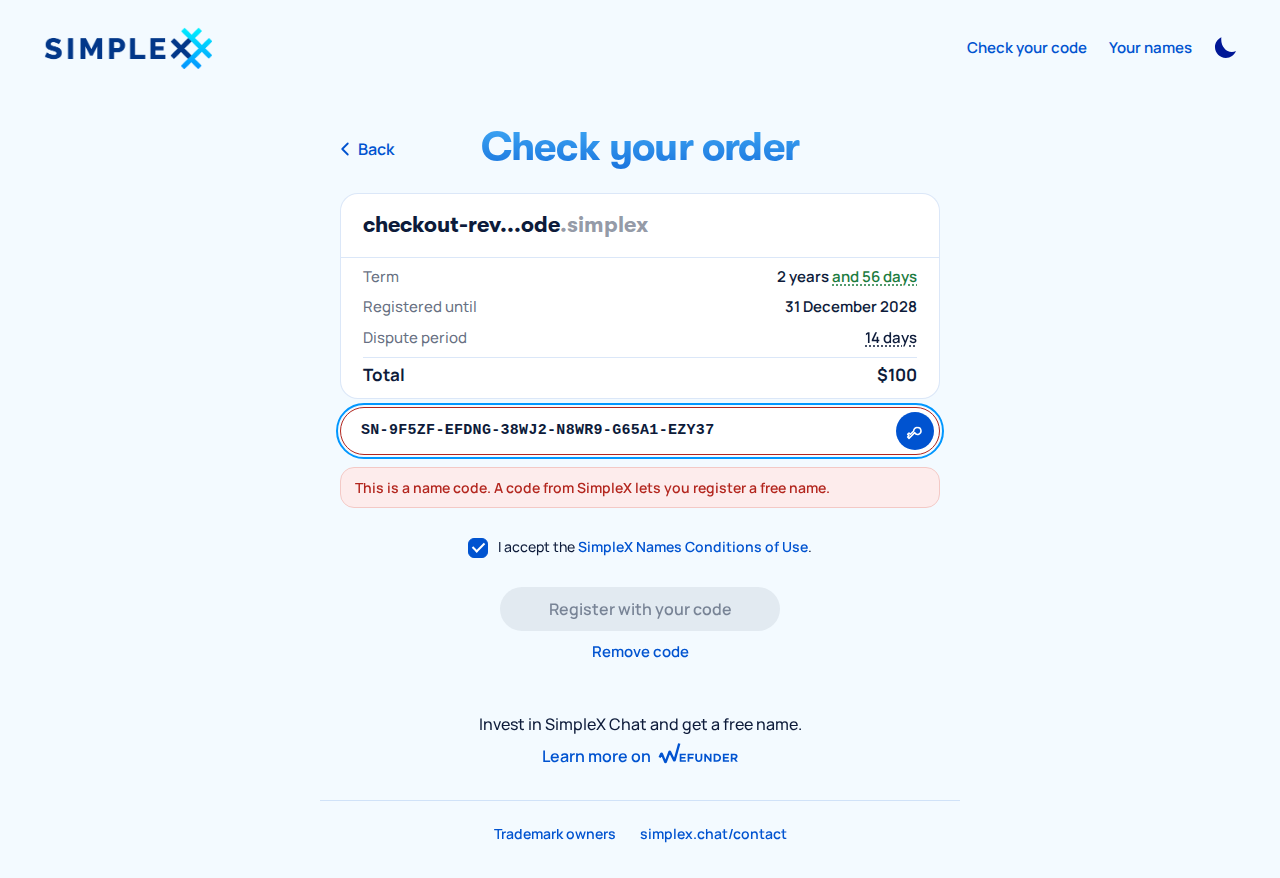 SIMPLEX
Check your code
Your names
Back
Check your order
checkout-rev...ode.simplex
Term
2 years and 56 days
Registered until
31 December 2028
Dispute period
14 days
Total
$100
SN-9F5ZF-EFDNG-38WJ2-N8WR9-G65A1-EZY37
This is a name code. A code from SimpleX lets you register a free name.
I accept the SimpleX Names Conditions of Use.
Register with your code
Remove code
Invest in SimpleX Chat and get a free name.
Learn more on WEFUNDER
Trademark owners
simplex.chat/contact